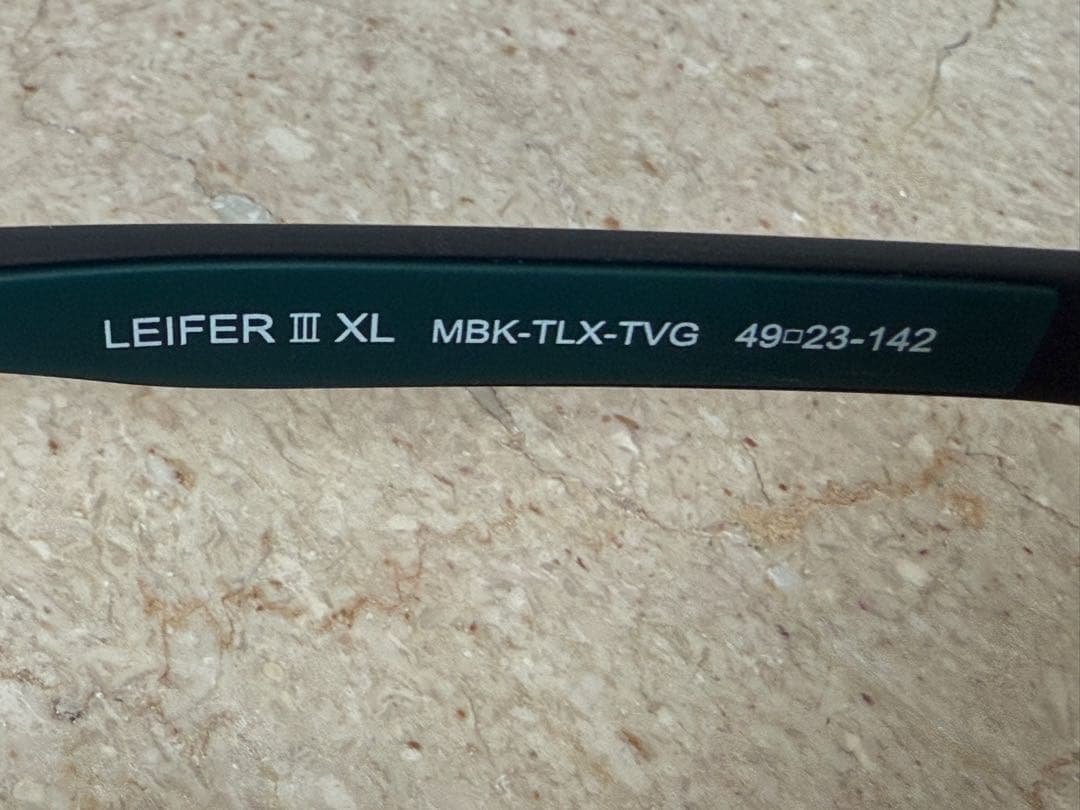 LEIFER Ⅲ XL MBK-TLX-TVG 49□23-142